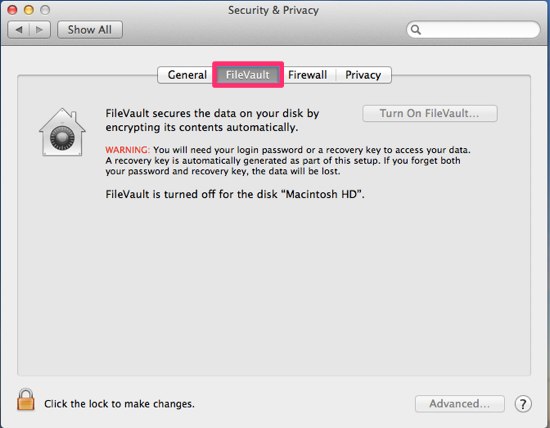 Security & Privacy
Show All
General FileVault Firewall Privacy
FileVault secures the data on your disk by
encrypting its contents automatically.
Turn On FileVault...
WARNING: You will need your login password or a recovery key to access your data.
A recovery key is automatically generated as part of this setup. If you forget both
your password and recovery key, the data will be lost.
FileVault is turned off for the disk “Macintosh HD”.
Click the lock to make changes.
Advanced...
?